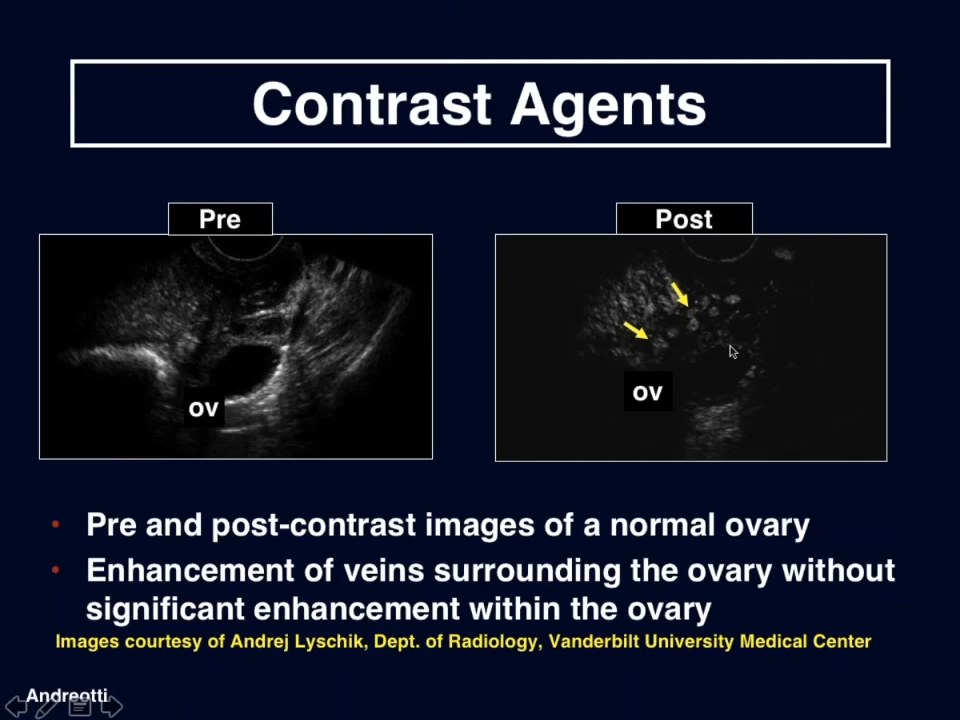 Contrast Agents
Pre
Post
ov
ov
• Pre and post-contrast images of a normal ovary
• Enhancement of veins surrounding the ovary without
significant enhancement within the ovary
Images courtesy of Andrej Lyschik, Dept. of Radiology, Vanderbilt University Medical Center
Andreotti